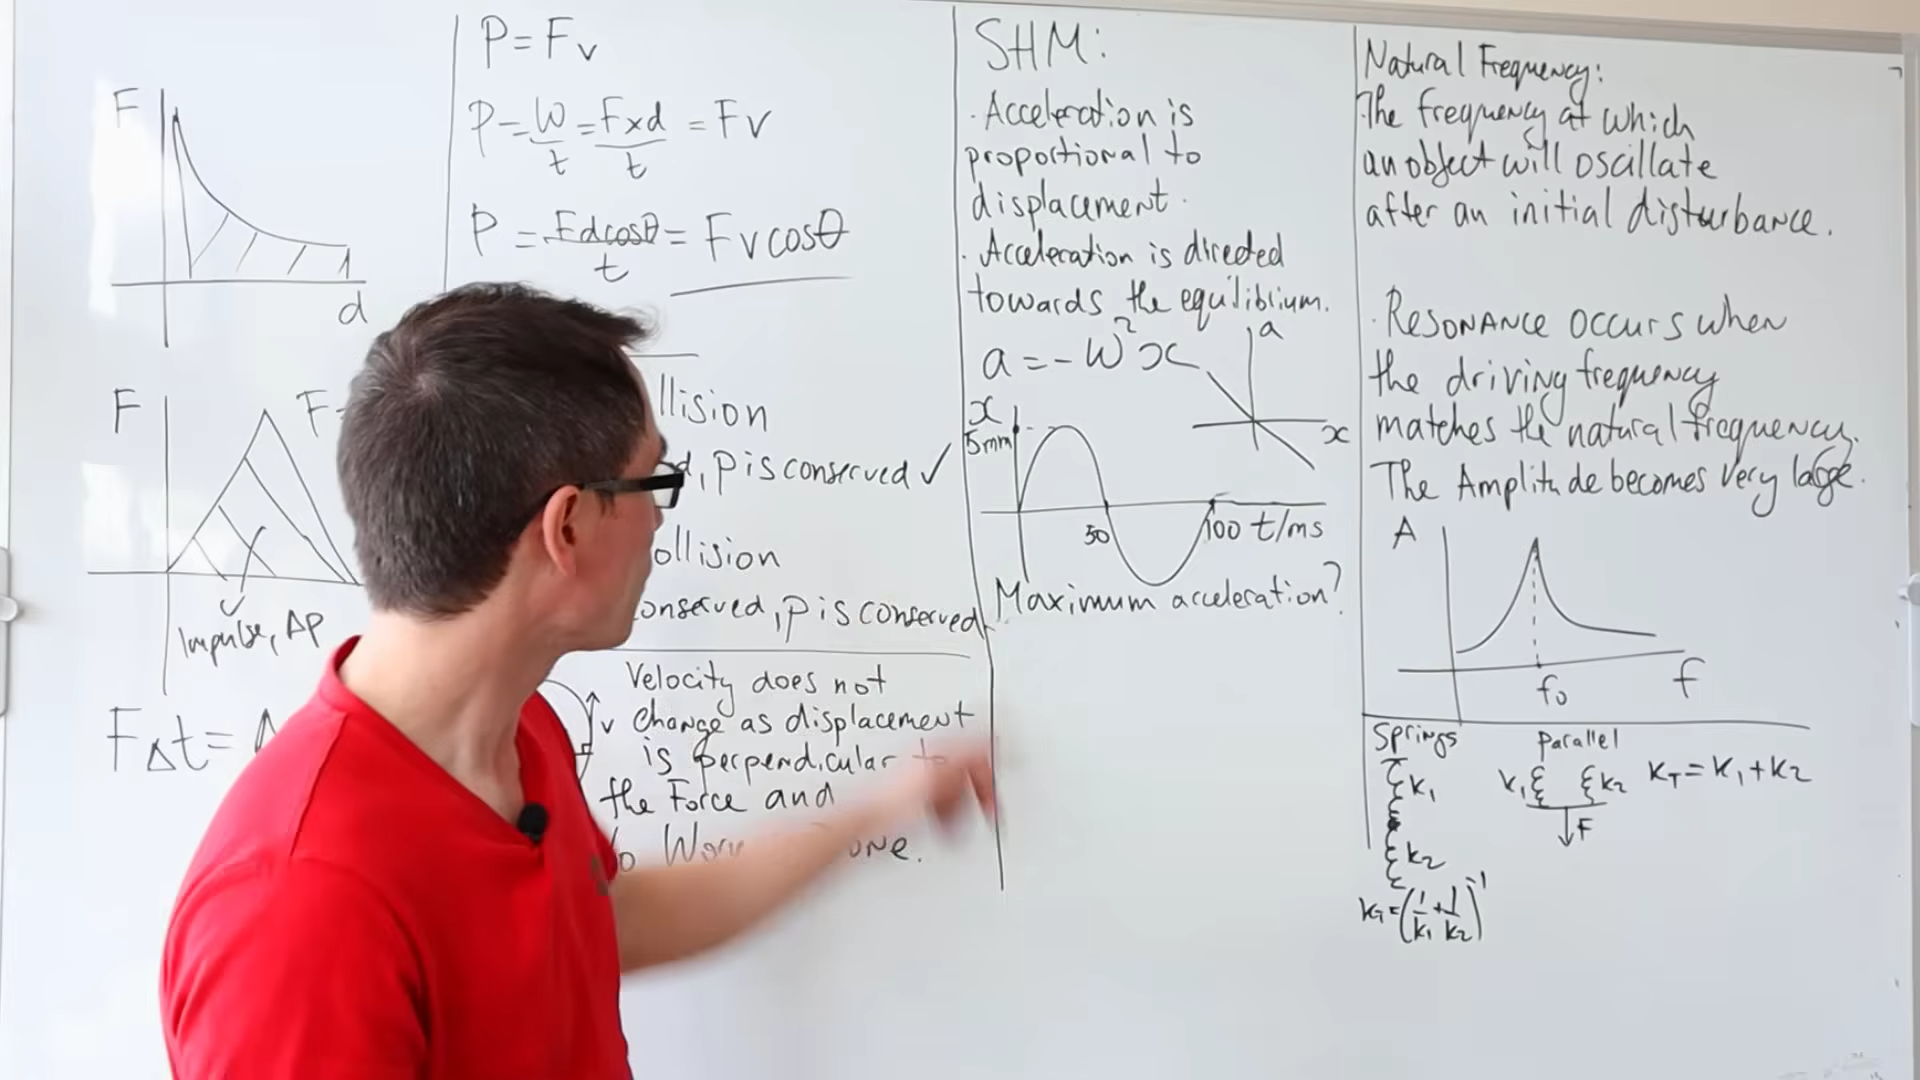 F
d
F
F
Impulse, Δp
FΔt=
P=Fv
P=W/t=F×d/t=Fv
P=Fdcosθ/t=Fvcosθ
llision
d, p is conserved ✓
ollision
onserved, p is conserved
v
Velocity does not
change as displacement
is perpendicular to
the Force and
SHM:
· Acceleration is
proportional to
displacement.
· Acceleration is directed
towards the equilibrium.
a=-ω²x
a
x
x
5mm
50
100 t/ms
Maximum acceleration?
Natural Frequency:
The frequency at which
an object will oscillate
after an initial disturbance.
· Resonance occurs when
the driving frequency
matches the natural frequency.
The Amplitude becomes very large.
A
f₀
f
Springs
k₁
k₂
k_T=(1/k₁+1/k₂)⁻¹
Parallel
k₁ k₂ k_T=k₁+k₂
F